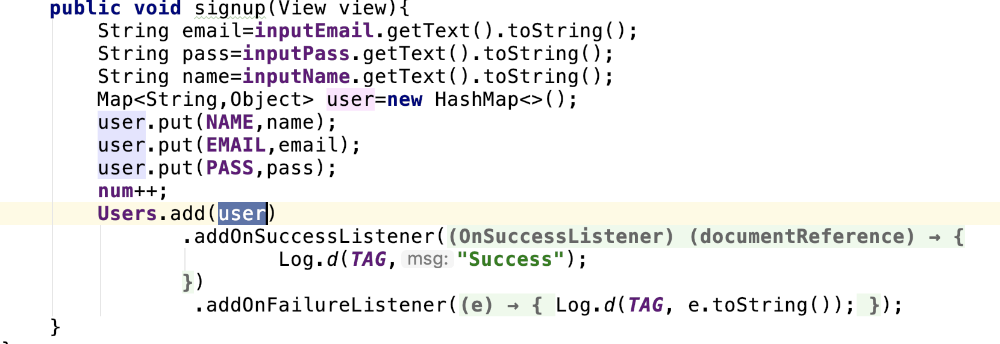 public void signup(View view){
String email=inputEmail.getText().toString();
String pass=inputPass.getText().toString();
String name=inputName.getText().toString();
Map<String,Object> user=new HashMap<>();
user.put(NAME,name);
user.put(EMAIL,email);
user.put(PASS,pass);
num++;
Users.add(user)
.addOnSuccessListener((OnSuccessListener) (documentReference) → {
Log.d(TAG, msg: "Success");
})
.addOnFailureListener((e) → { Log.d(TAG, e.toString()); });
}